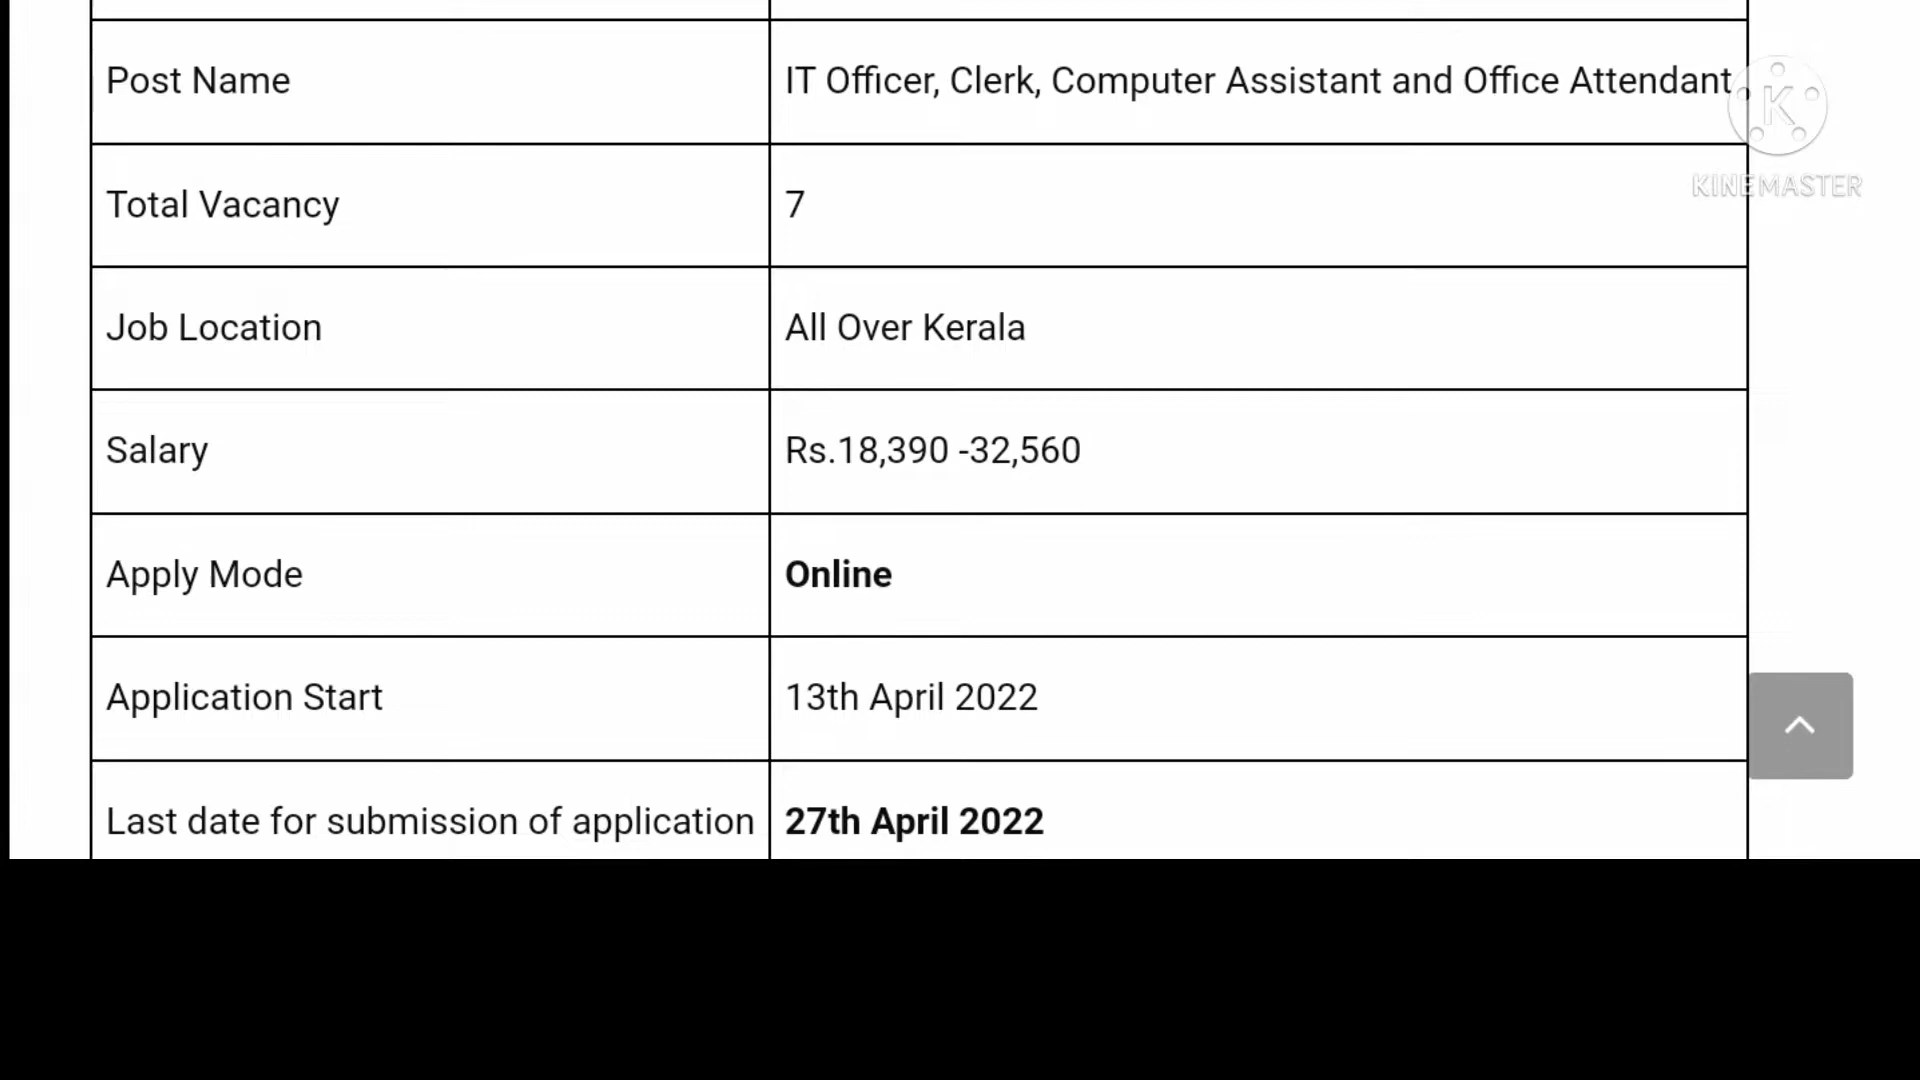 Post Name
IT Officer, Clerk, Computer Assistant and Office Attendant
K
KINEMASTER
Total Vacancy
7
Job Location
All Over Kerala
Salary
Rs.18,390 -32,560
Apply Mode
Online
Application Start
13th April 2022
Last date for submission of application
27th April 2022